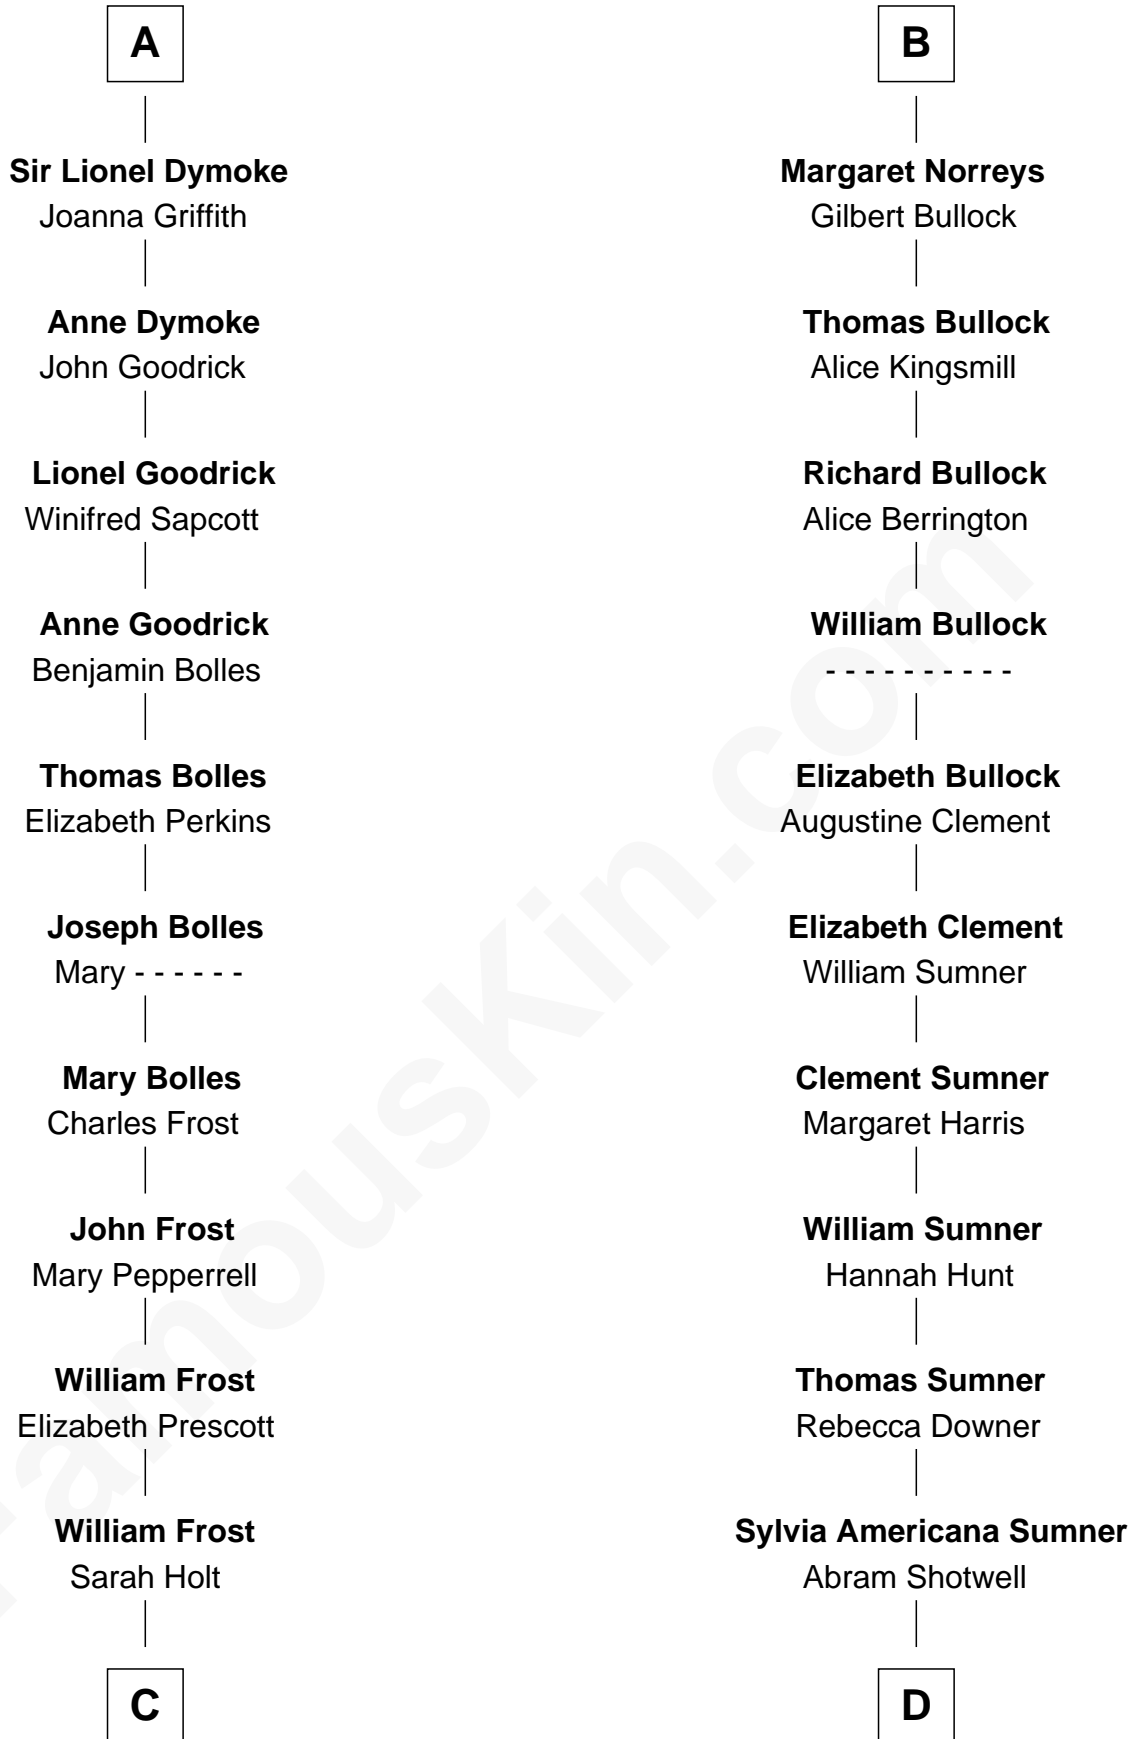 A
Sir Lionel Dymoke
Joanna Griffith
Anne Dymoke
John Goodrick
Lionel Goodrick
Winifred Sapcott
Anne Goodrick
Benjamin Bolles
Thomas Bolles
Elizabeth Perkins
Joseph Bolles
Mary - - - - - -
Mary Bolles
Charles Frost
John Frost
Mary Pepperrell
William Frost
Elizabeth Prescott
William Frost
Sarah Holt
C
B
Margaret Norreys
Gilbert Bullock
Thomas Bullock
Alice Kingsmill
Richard Bullock
Alice Berrington
William Bullock
- - - - - - - - - -
Elizabeth Bullock
Augustine Clement
Elizabeth Clement
William Sumner
Clement Sumner
Margaret Harris
William Sumner
Hannah Hunt
Thomas Sumner
Rebecca Downer
Sylvia Americana Sumner
Abram Shotwell
D
FamousKin.com